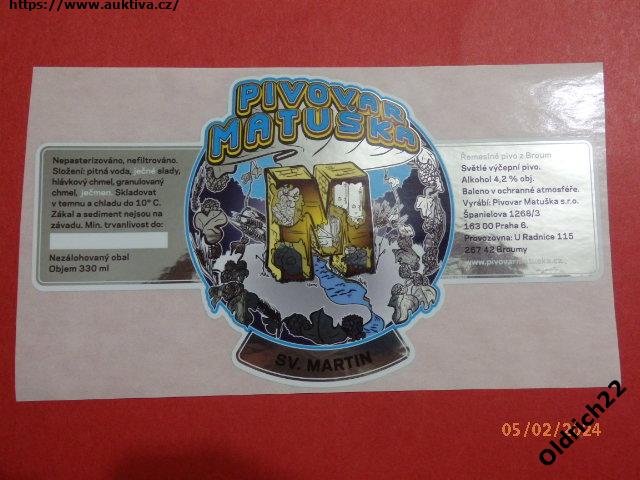 https://www.auktiva.cz/
PIVOVAR
MATUŠKA
Nepasterizováno, nefiltrováno.
Složení: pitná voda, ječné slady,
hlávkový chmel, granulovaný
chmel, ječmen. Skladovat
v temnu a chladu do 10° C.
Zákal a sediment nejsou na
závadu. Min. trvanlivost do:
Nezálohovaný obal
Objem 330 ml
M
SV. MARTIN
Řemeslné pivo z Broum
Světlé výčepní pivo.
Alkohol 4,2 % obj.
Baleno v ochranné atmosféře.
Vyrábí: Pivovar Matuška s.r.o.
Španielova 1268/3
163 00 Praha 6.
Provozovna: U Radnice 115
267 42 Broumy
www.pivovarmatuska.cz
05/02/2024
Oldrich22